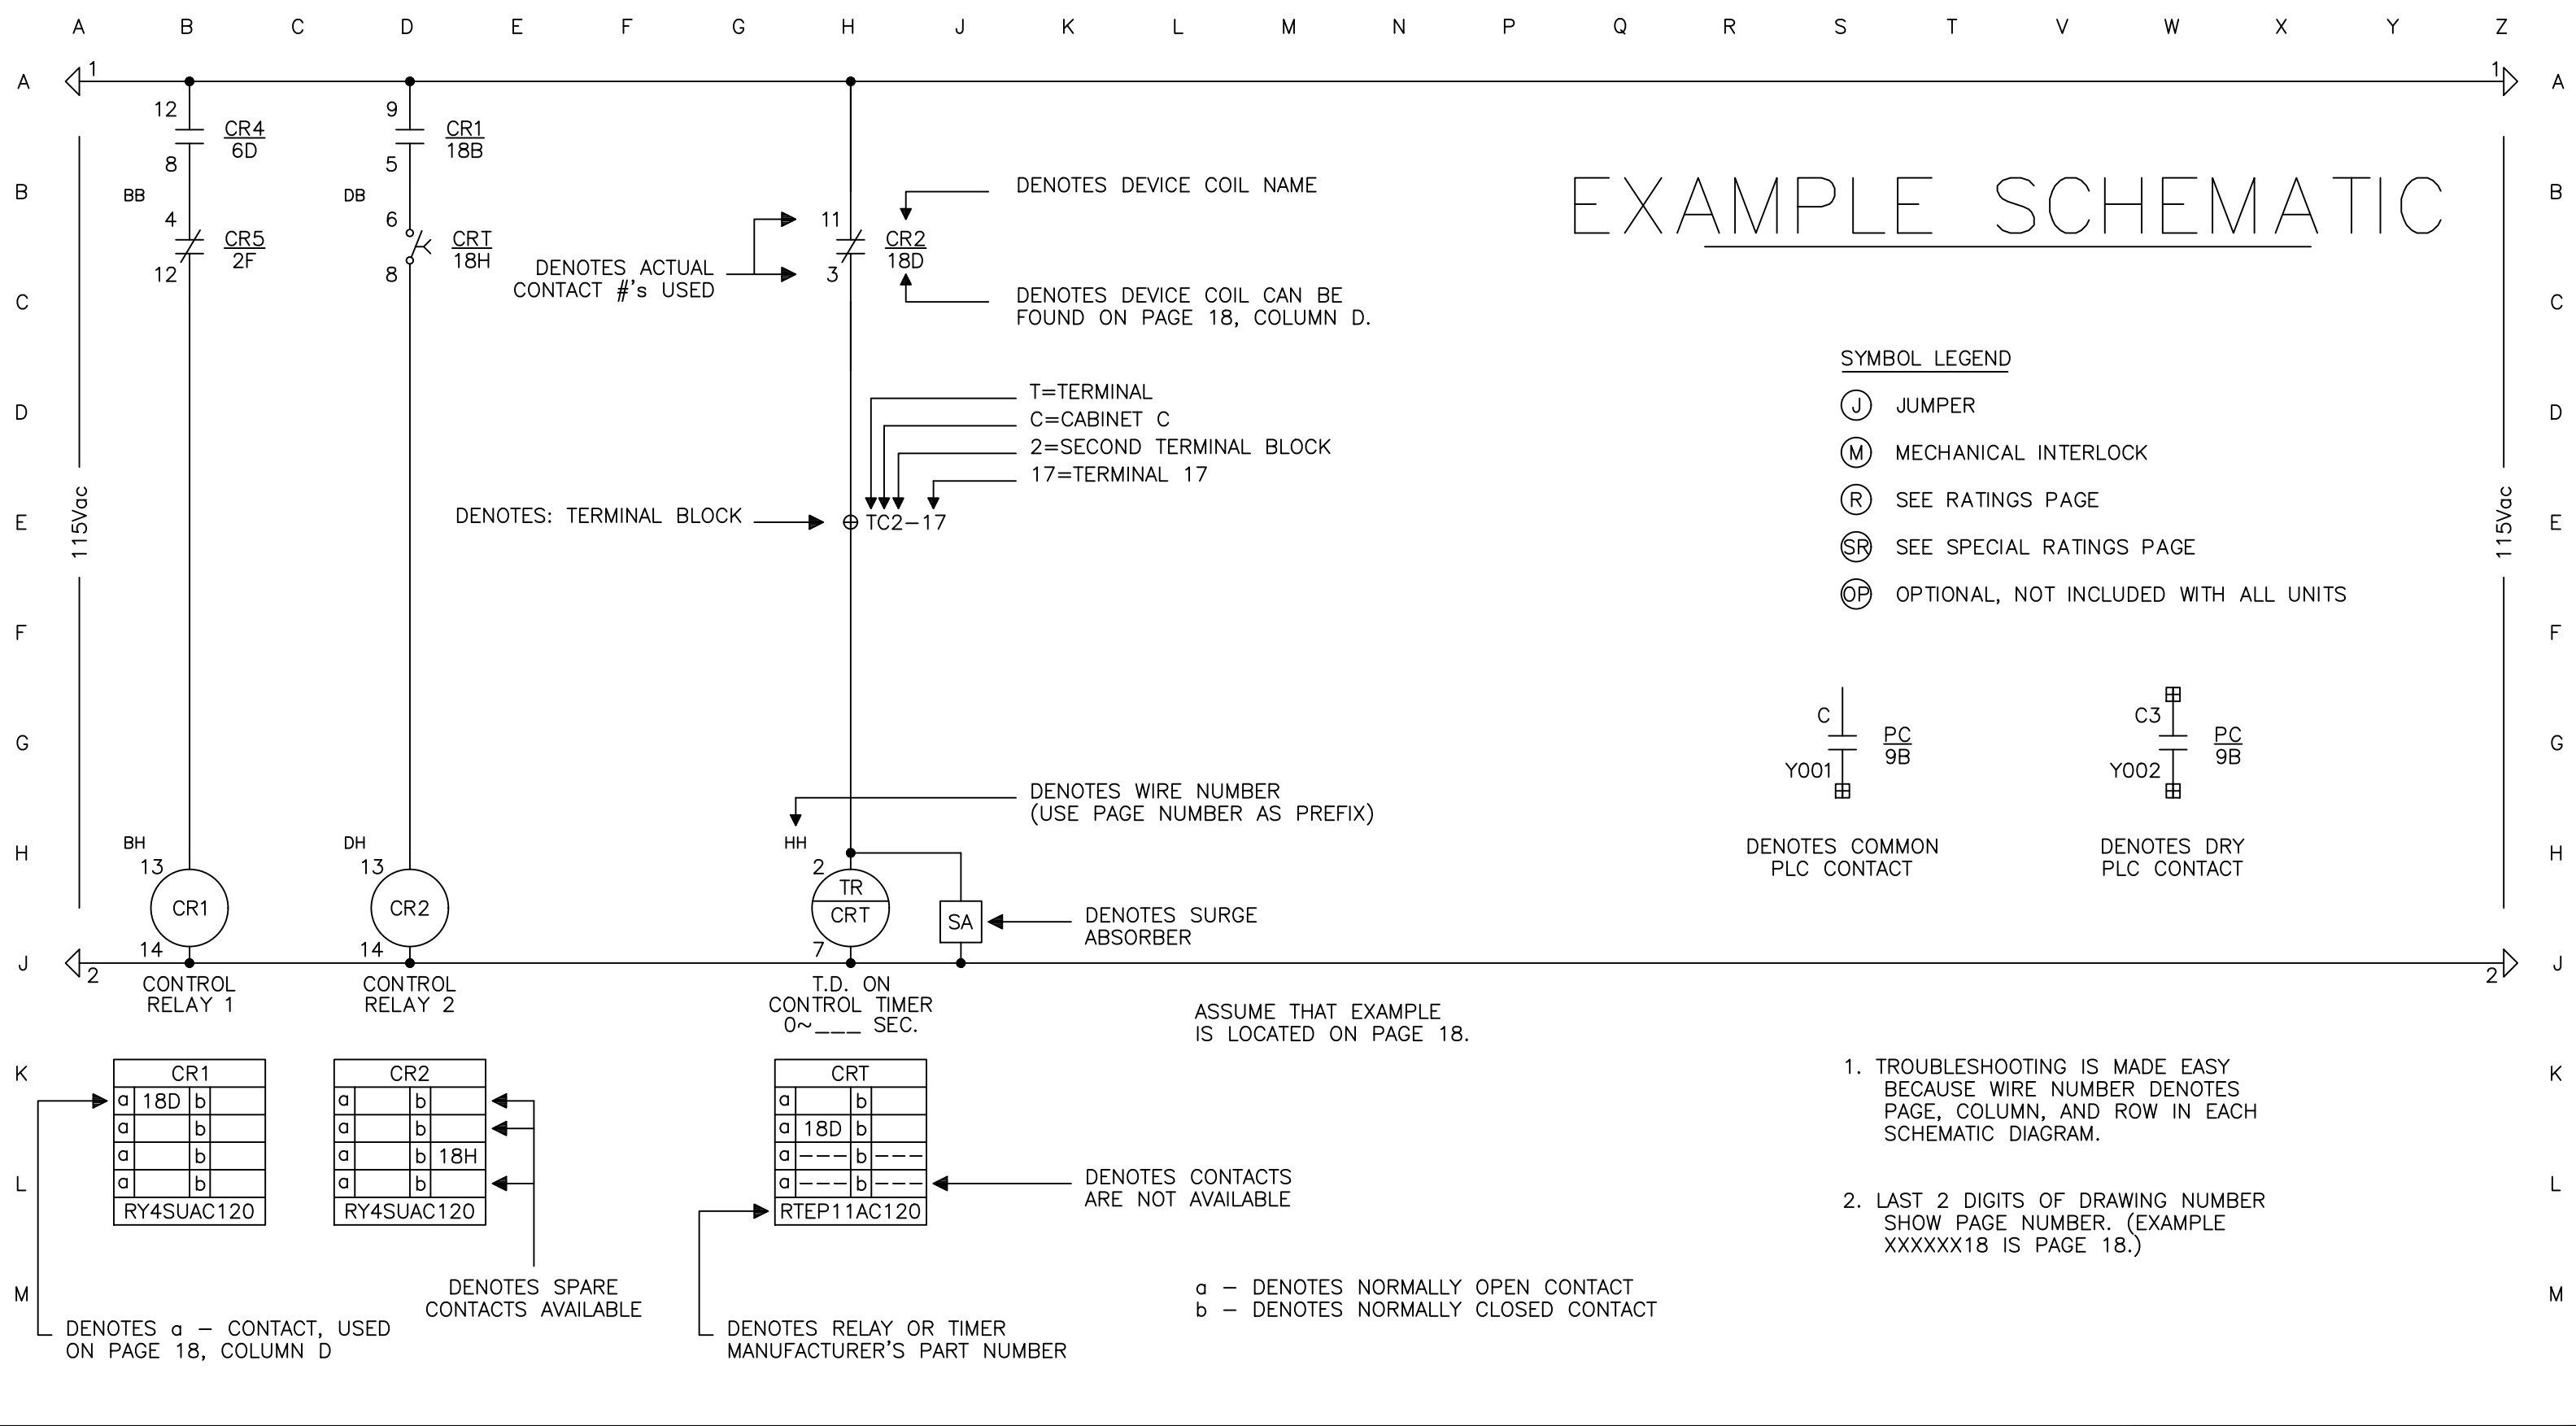 A B C D E F G H J K L M N P Q R S T V W X Y Z
A 1 1 A
12 9
CR4 CR1
6D 18B
8 5
B BB DB B
DENOTES DEVICE COIL NAME
EXAMPLE SCHEMATIC
4 6 11
CR5 CRT CR2
2F 18H 18D
12 8 3
DENOTES ACTUAL
CONTACT #'s USED
C C
DENOTES DEVICE COIL CAN BE
FOUND ON PAGE 18, COLUMN D.
SYMBOL LEGEND
J JUMPER
M MECHANICAL INTERLOCK
R SEE RATINGS PAGE
SR SEE SPECIAL RATINGS PAGE
OP OPTIONAL, NOT INCLUDED WITH ALL UNITS
D D
T=TERMINAL
C=CABINET C
2=SECOND TERMINAL BLOCK
17=TERMINAL 17
115Vac 115Vac
E E
DENOTES: TERMINAL BLOCK TC2-17
F F
C C3
G PC PC G
9B 9B
Y001 Y002
DENOTES WIRE NUMBER
(USE PAGE NUMBER AS PREFIX)
H BH DH HH H
DENOTES COMMON
PLC CONTACT
DENOTES DRY
PLC CONTACT
13 13 2
CR1 CR2 TR
CRT
SA
DENOTES SURGE
ABSORBER
14 14 7
J 2 2 J
CONTROL
RELAY 1
CONTROL
RELAY 2
T.D. ON
CONTROL TIMER
0~___ SEC.
ASSUME THAT EXAMPLE
IS LOCATED ON PAGE 18.
K K
CR1
a 18D b
a b
a b
a b
RY4SUAC120
CR2
a b
a b
a b 18H
a b
RY4SUAC120
CRT
a b
a 18D b
a --- b ---
a --- b ---
RTEP11AC120
1. TROUBLESHOOTING IS MADE EASY
BECAUSE WIRE NUMBER DENOTES
PAGE, COLUMN, AND ROW IN EACH
SCHEMATIC DIAGRAM.
L L
DENOTES CONTACTS
ARE NOT AVAILABLE
2. LAST 2 DIGITS OF DRAWING NUMBER
SHOW PAGE NUMBER. (EXAMPLE
XXXXXX18 IS PAGE 18.)
M M
DENOTES SPARE
CONTACTS AVAILABLE
a - DENOTES NORMALLY OPEN CONTACT
b - DENOTES NORMALLY CLOSED CONTACT
DENOTES a - CONTACT, USED
ON PAGE 18, COLUMN D
DENOTES RELAY OR TIMER
MANUFACTURER'S PART NUMBER